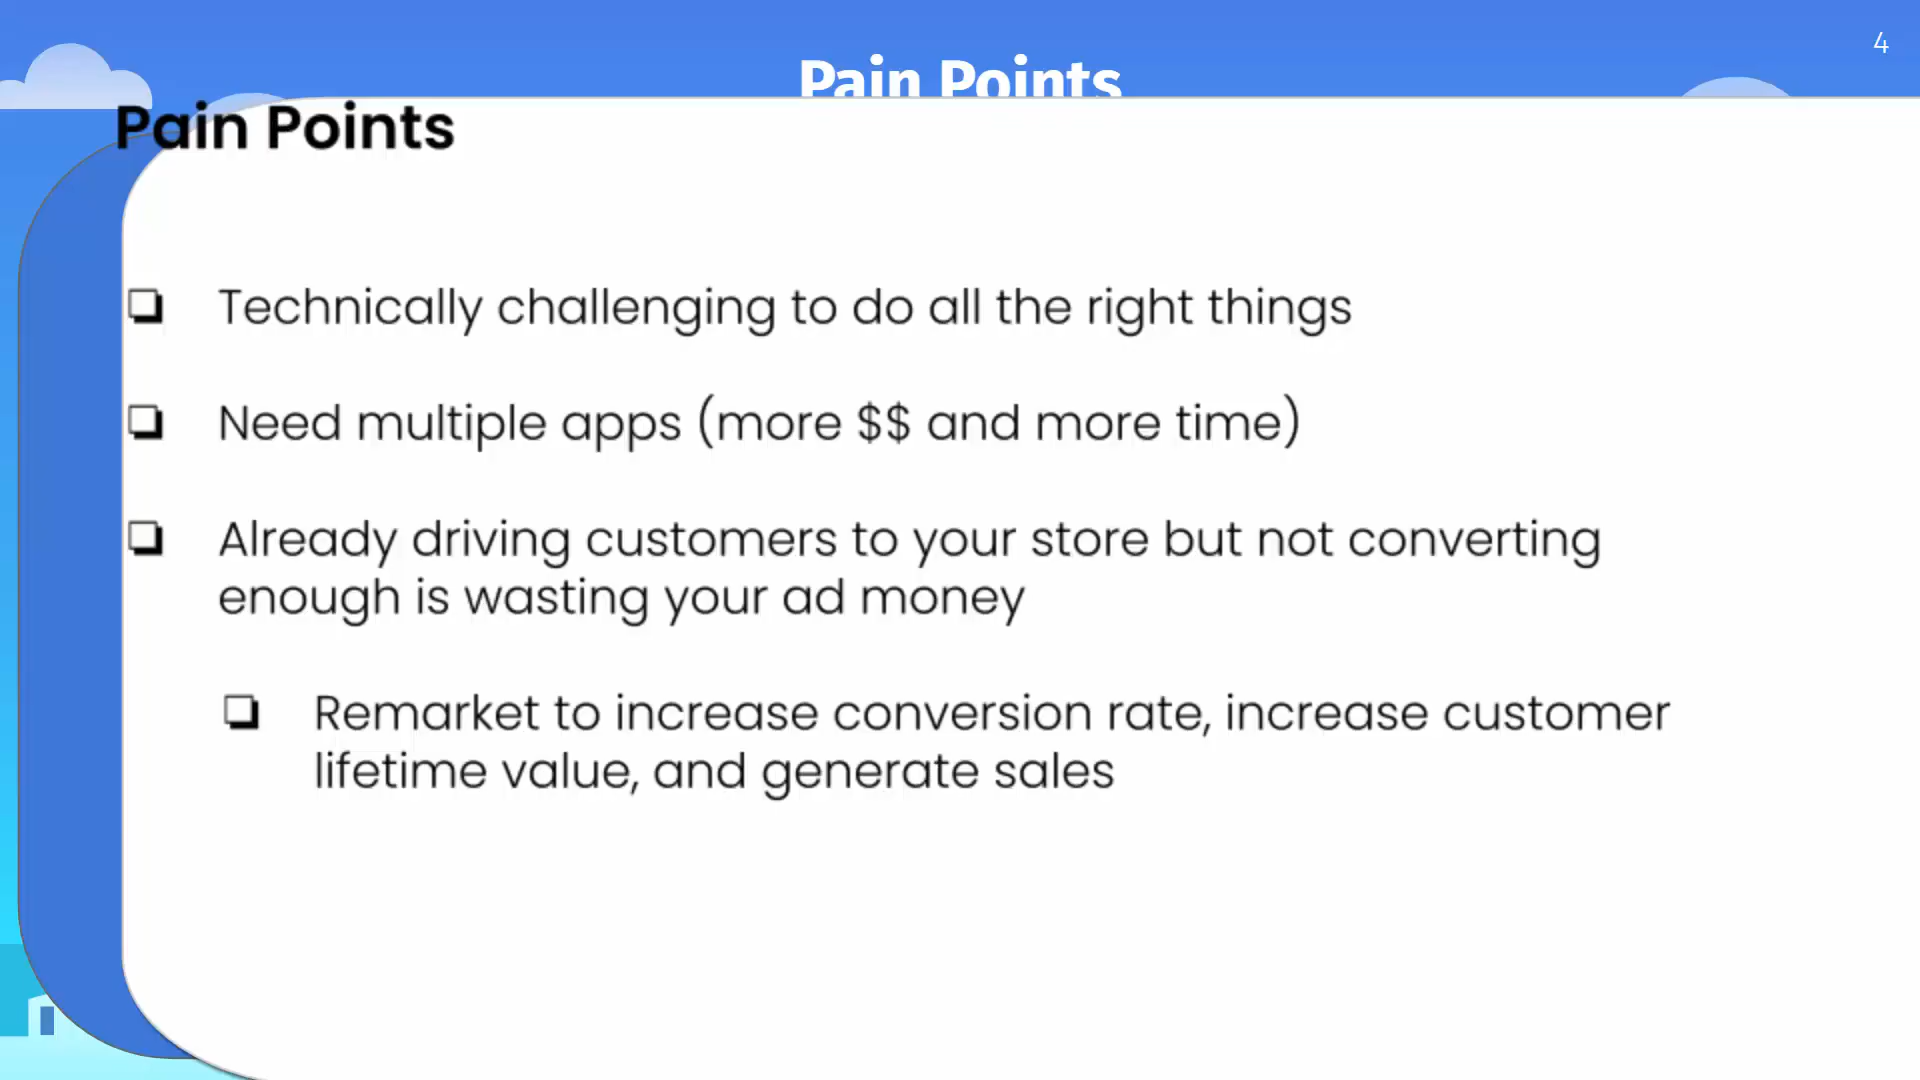 4
Pain Points
Pain Points
Technically challenging to do all the right things
Need multiple apps (more $$ and more time)
Already driving customers to your store but not converting
enough is wasting your ad money
Remarket to increase conversion rate, increase customer
lifetime value, and generate sales